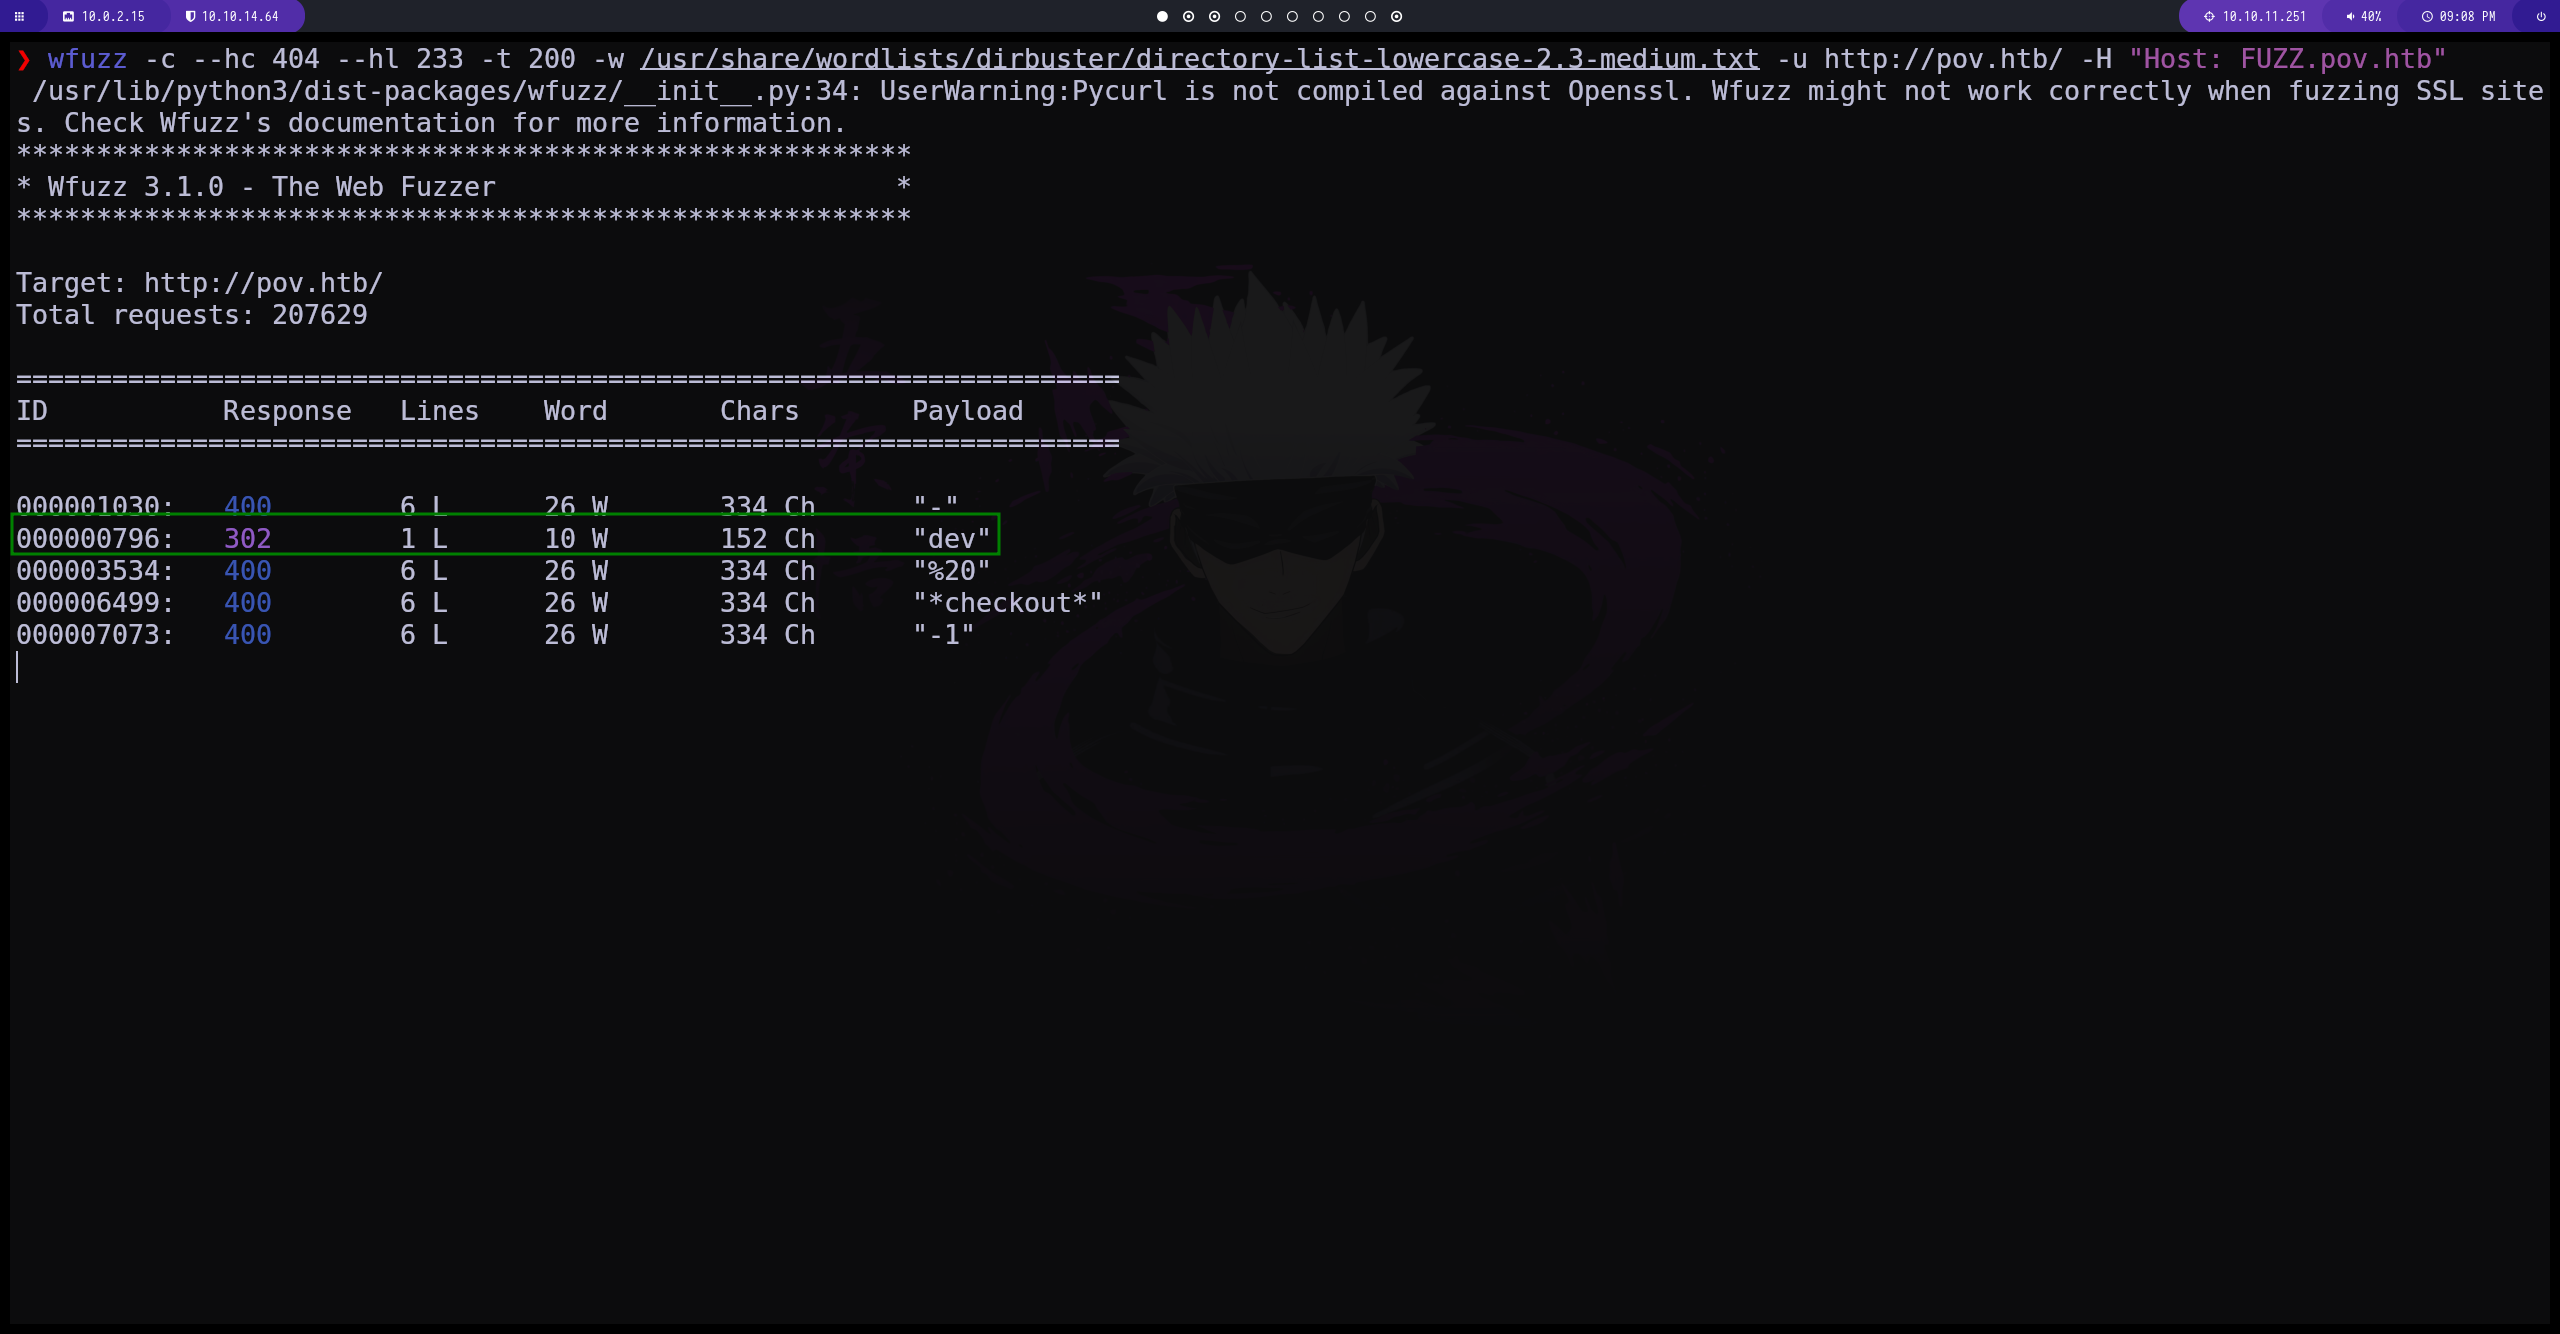 10.0.2.15 10.10.14.64 10.10.11.251 40% 09:08 PM
❯ wfuzz -c --hc 404 --hl 233 -t 200 -w /usr/share/wordlists/dirbuster/directory-list-lowercase-2.3-medium.txt -u http://pov.htb/ -H "Host: FUZZ.pov.htb"
/usr/lib/python3/dist-packages/wfuzz/__init__.py:34: UserWarning:Pycurl is not compiled against Openssl. Wfuzz might not work correctly when fuzzing SSL site
s. Check Wfuzz's documentation for more information.
********************************************************
* Wfuzz 3.1.0 - The Web Fuzzer                         *
********************************************************
Target: http://pov.htb/
Total requests: 207629
=====================================================================
ID           Response   Lines    Word       Chars       Payload
=====================================================================
000001030:   400        6 L      26 W       334 Ch      "-"
000000796:   302        1 L      10 W       152 Ch      "dev"
000003534:   400        6 L      26 W       334 Ch      "%20"
000006499:   400        6 L      26 W       334 Ch      "*checkout*"
000007073:   400        6 L      26 W       334 Ch      "-1"